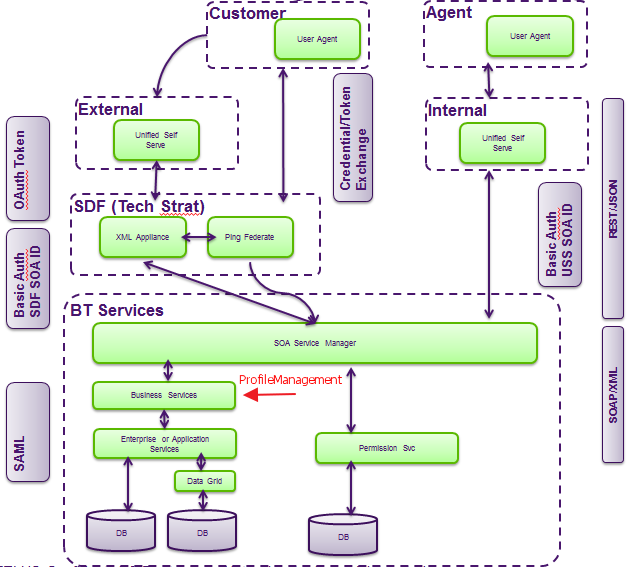 Customer
User Agent
Agent
User Agent
External
Unified Self
Serve
Credential/Token
Exchange
Internal
Unified Self
Serve
OAuth Token
SDF (Tech Strat)
XML Appliance
Ping Federate
Basic Auth
USS SOA ID
REST/JSON
Basic Auth
SDF SOA ID
BT Services
SOA Service Manager
ProfileManagement
Business Services
SOAP/XML
SAML
Enterprise or Application
Services
Permission Svc
Data Grid
DB
DB
DB